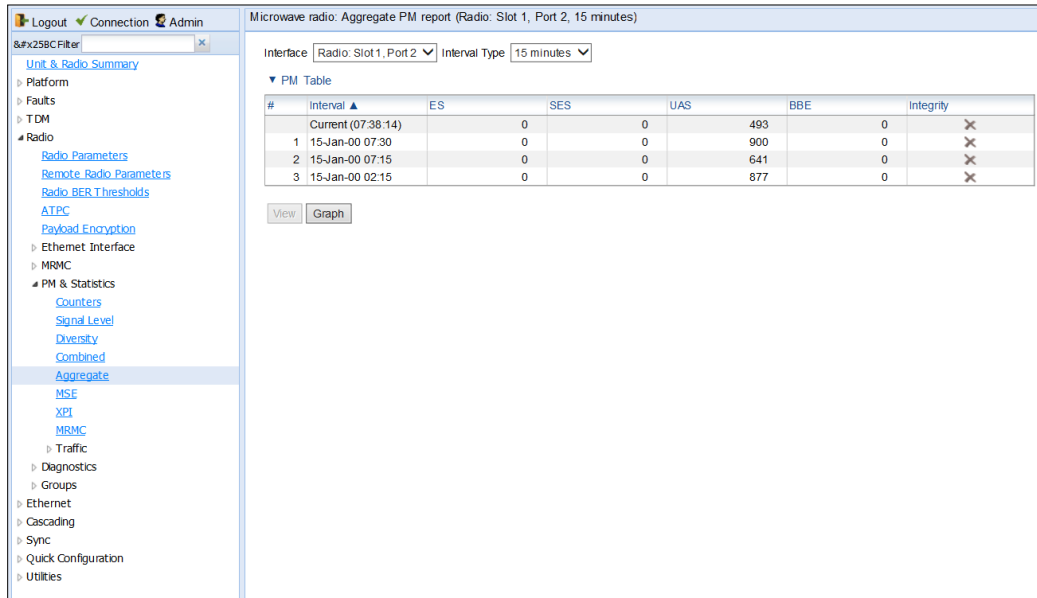 Logout Connection Admin
&#x25BC Filter
Unit & Radio Summary
Platform
Faults
TDM
Radio
Radio Parameters
Remote Radio Parameters
Radio BER Thresholds
ATPC
Payload Encryption
Ethernet Interface
MRMC
PM & Statistics
Counters
Signal Level
Diversity
Combined
Aggregate
MSE
XPI
MRMC
Traffic
Diagnostics
Groups
Ethernet
Cascading
Sync
Quick Configuration
Utilities
Microwave radio: Aggregate PM report (Radio: Slot 1, Port 2, 15 minutes)
Interface Radio: Slot 1, Port 2 Interval Type 15 minutes
▼ PM Table
# Interval ▲ ES SES UAS BBE Integrity
Current (07:38:14) 0 0 493 0
1 15-Jan-00 07:30 0 0 900 0
2 15-Jan-00 07:15 0 0 641 0
3 15-Jan-00 02:15 0 0 877 0
View Graph